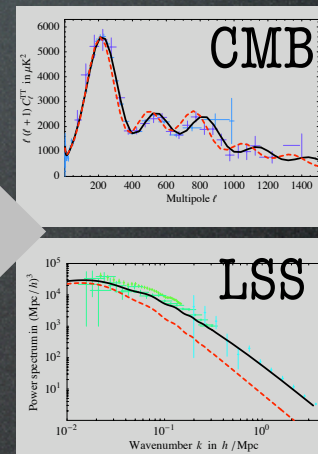 CMB
ℓ (ℓ + 1) C_ℓ^TT in μK²
6000
5000
4000
3000
2000
1000
0
200 400 600 800 1000 1200 1400
Multipole ℓ
LSS
Power spectrum in (Mpc/h)³
10⁵
10⁴
10³
10²
10¹
10⁻² 10⁻¹ 10⁰
Wavenumber k in h/Mpc